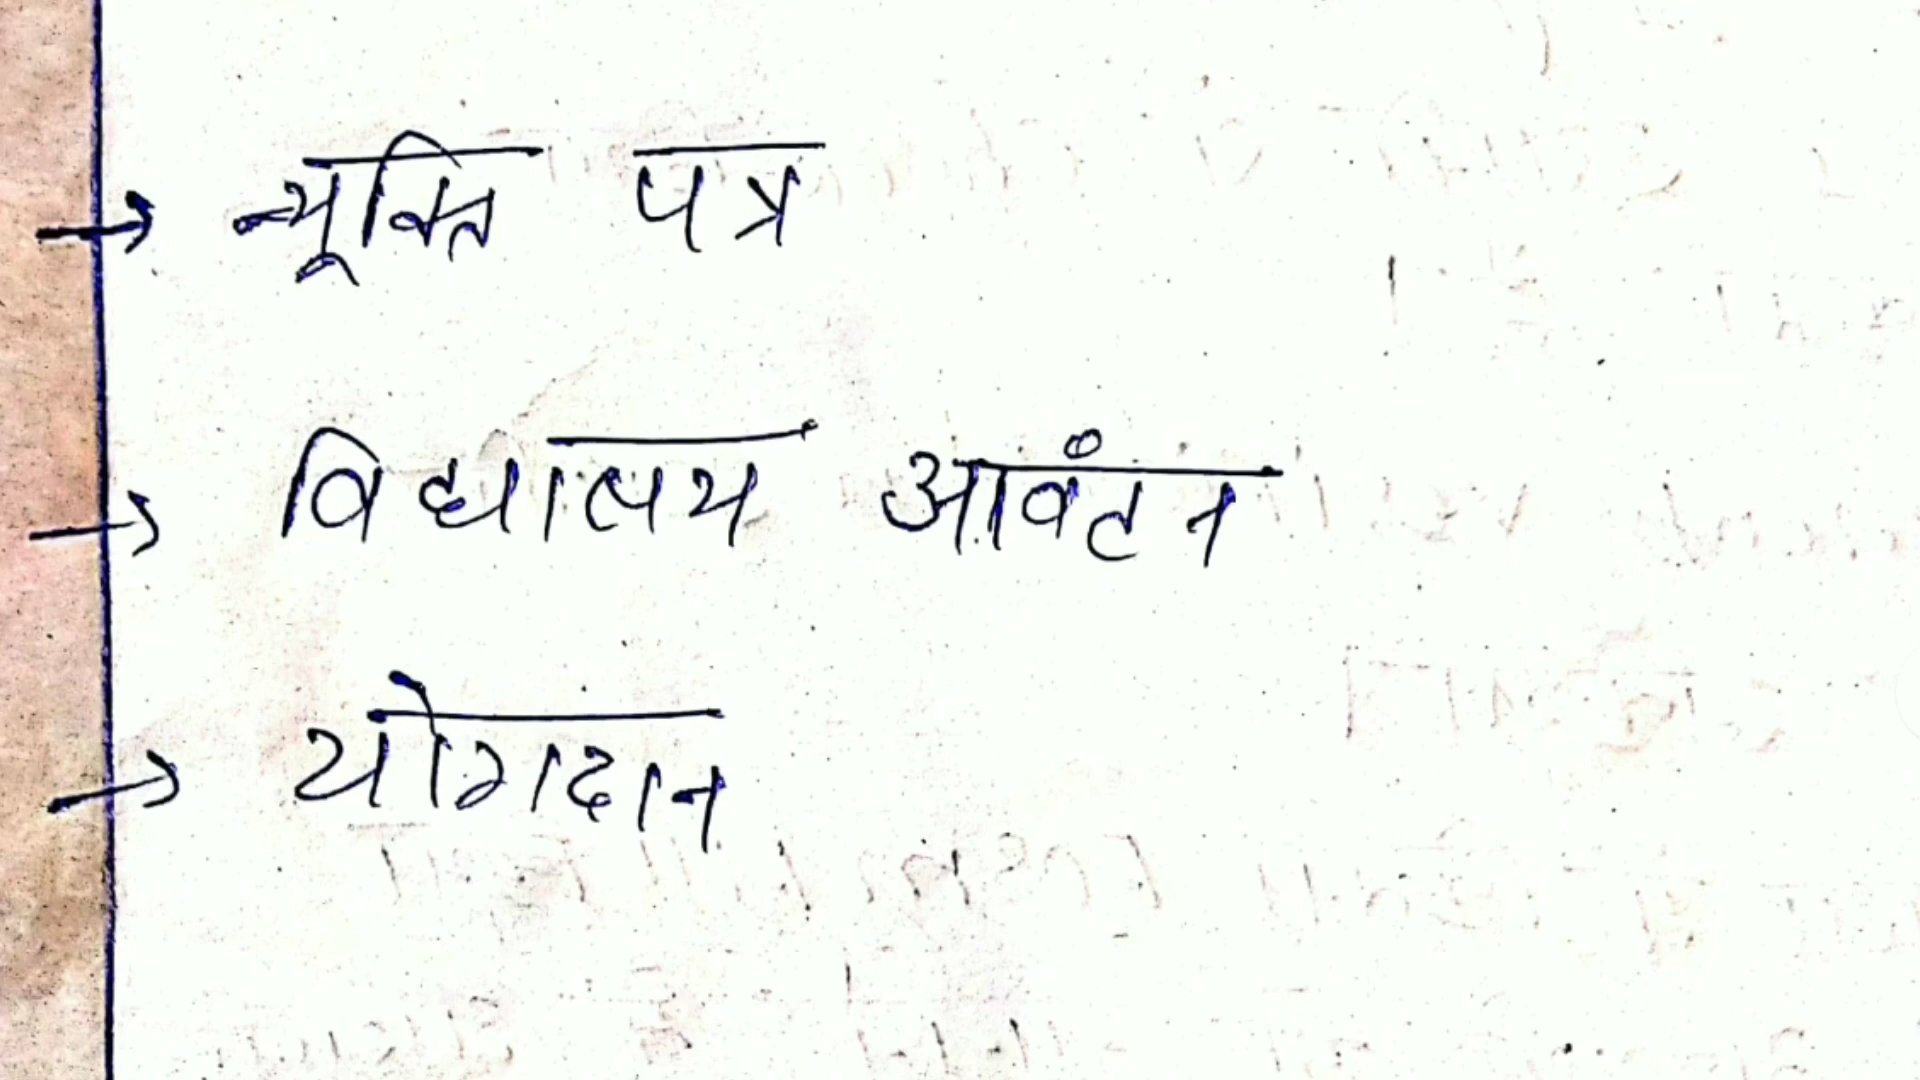 → न्यूक्ति पत्र
→ विद्यालय आवंटन
→ योगदान